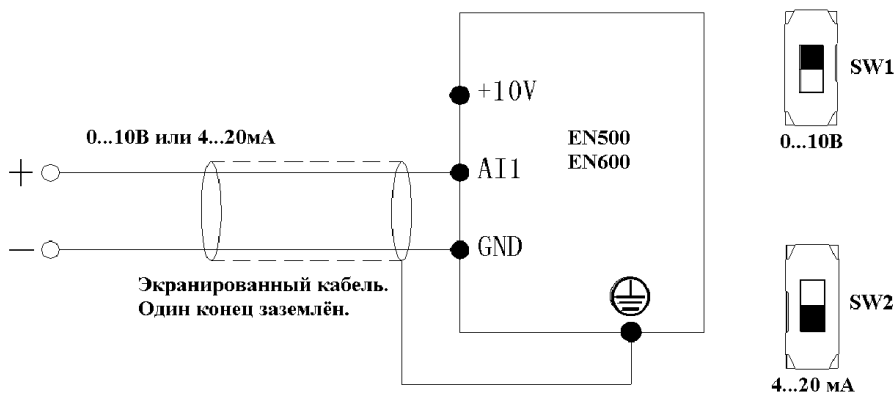 +10V
SW1
0...10В или 4...20мА
EN500
EN600
0...10В
+
AI1
–
GND
Экранированный кабель.
Один конец заземлён.
SW2
4...20 мА